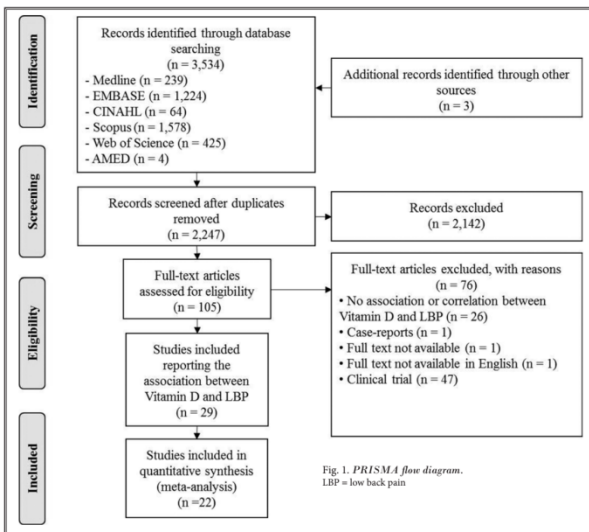 Identification
Records identified through database
searching
(n = 3,534)
- Medline (n = 239)
- EMBASE (n = 1,224)
- CINAHL (n = 64)
- Scopus (n = 1,578)
- Web of Science (n = 425)
- AMED (n = 4)
Additional records identified through other
sources
(n = 3)
Screening
Records screened after duplicates
removed
(n = 2,247)
Records excluded
(n = 2,142)
Eligibility
Full-text articles
assessed for eligibility
(n = 105)
Full-text articles excluded, with reasons
(n = 76)
• No association or correlation between
Vitamin D and LBP (n = 26)
• Case-reports (n = 1)
• Full text not available (n = 1)
• Full text not available in English (n = 1)
• Clinical trial (n = 47)
Studies included
reporting the
association between
Vitamin D and LBP
(n = 29)
Included
Studies included in
quantitative synthesis
(meta-analysis)
(n =22)
Fig. 1. PRISMA flow diagram.
LBP = low back pain